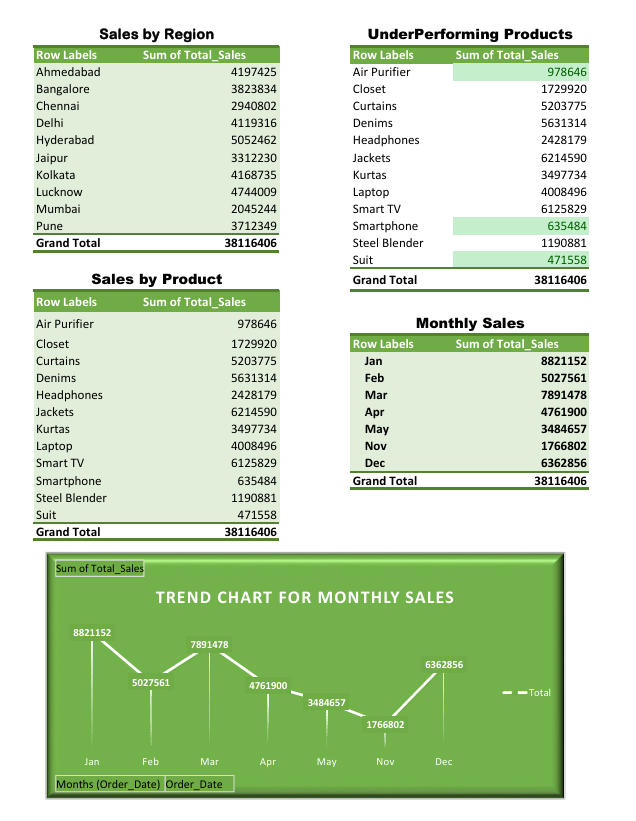 Sales by Region
Row Labels Sum of Total_Sales
Ahmedabad 4197425
Bangalore 3823834
Chennai 2940802
Delhi 4119316
Hyderabad 5052462
Jaipur 3312230
Kolkata 4168735
Lucknow 4744009
Mumbai 2045244
Pune 3712349
Grand Total 38116406
Sales by Product
Row Labels Sum of Total_Sales
Air Purifier 978646
Closet 1729920
Curtains 5203775
Denims 5631314
Headphones 2428179
Jackets 6214590
Kurtas 3497734
Laptop 4008496
Smart TV 6125829
Smartphone 635484
Steel Blender 1190881
Suit 471558
Grand Total 38116406
UnderPerforming Products
Row Labels Sum of Total_Sales
Air Purifier 978646
Closet 1729920
Curtains 5203775
Denims 5631314
Headphones 2428179
Jackets 6214590
Kurtas 3497734
Laptop 4008496
Smart TV 6125829
Smartphone 635484
Steel Blender 1190881
Suit 471558
Grand Total 38116406
Monthly Sales
Row Labels Sum of Total_Sales
Jan 8821152
Feb 5027561
Mar 7891478
Apr 4761900
May 3484657
Nov 1766802
Dec 6362856
Grand Total 38116406
Sum of Total_Sales
TREND CHART FOR MONTHLY SALES
8821152
5027561
7891478
4761900
3484657
1766802
6362856
Total
Jan Feb Mar Apr May Nov Dec
Months (Order_Date) Order_Date